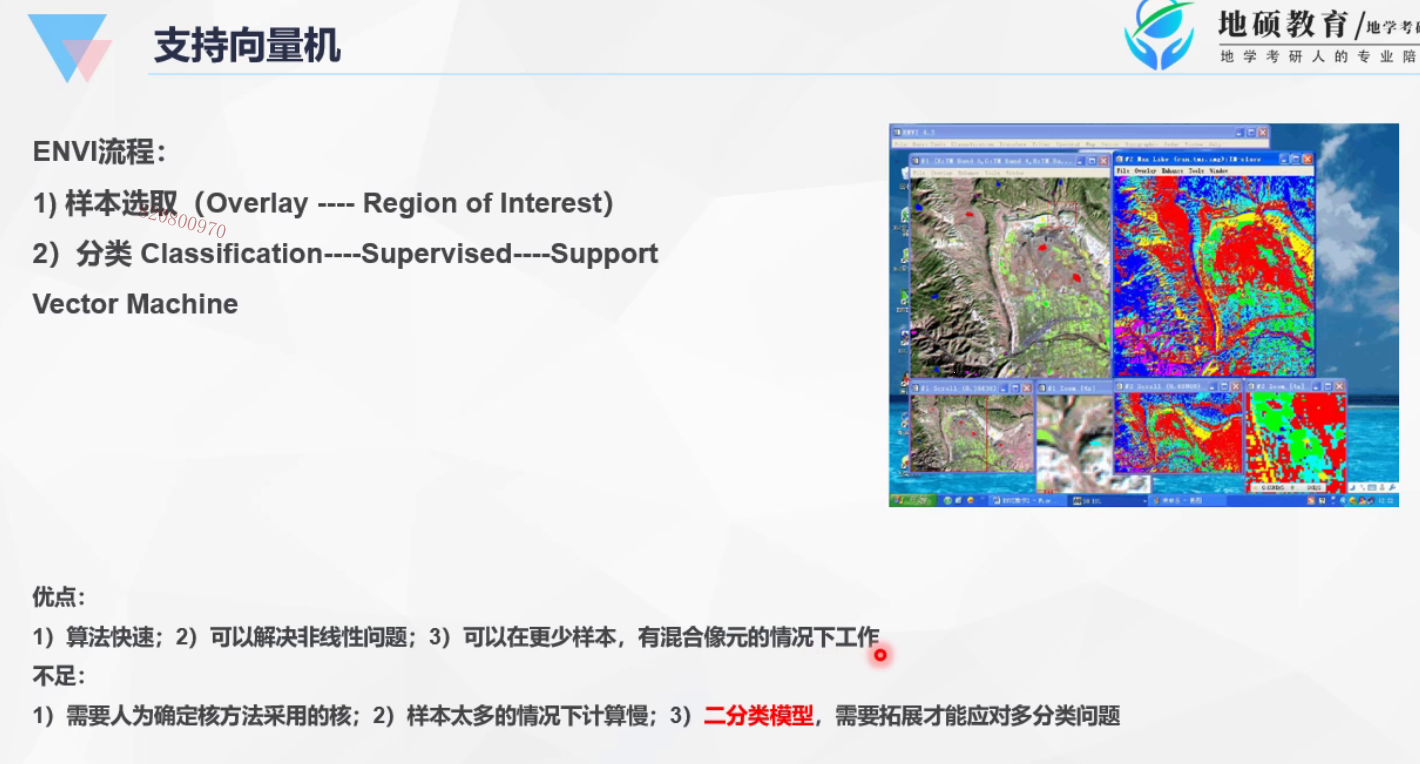 支持向量机
地硕教育/地学考
地学考研人的专业陪
ENVI流程：
1) 样本选取（Overlay ---- Region of Interest）
2）分类 Classification----Supervised----Support
Vector Machine
File Overlay Enhance Tools Window
优点：
1）算法快速；2）可以解决非线性问题；3）可以在更少样本，有混合像元的情况下工作
不足：
1）需要人为确定核方法采用的核；2）样本太多的情况下计算慢；3）二分类模型，需要拓展才能应对多分类问题